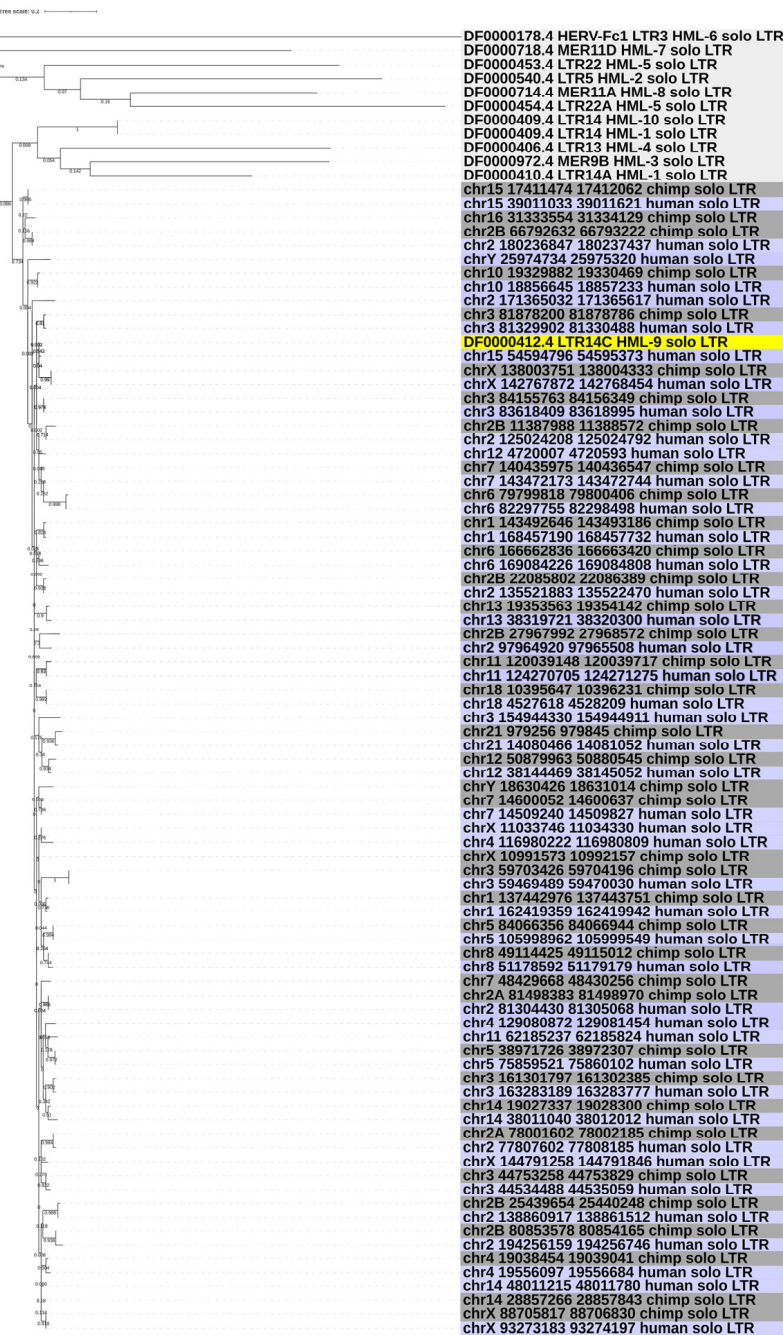 Tree scale: 0.2
DF0000178.4 HERV-Fc1 LTR3 HML-6 solo LTR
DF0000718.4 MER11D HML-7 solo LTR
DF0000453.4 LTR22 HML-5 solo LTR
DF0000540.4 LTR5 HML-2 solo LTR
DF0000714.4 MER11A HML-8 solo LTR
DF0000454.4 LTR22A HML-5 solo LTR
DF0000409.4 LTR14 HML-10 solo LTR
DF0000409.4 LTR14 HML-1 solo LTR
DF0000406.4 LTR13 HML-4 solo LTR
DF0000972.4 MER9B HML-3 solo LTR
DF0000410.4 LTR14A HML-1 solo LTR
chr15 17411474 17412062 chimp solo LTR
chr15 39011033 39011621 human solo LTR
chr16 31333554 31334129 chimp solo LTR
chr2B 66792632 66793222 chimp solo LTR
chr2 180236847 180237437 human solo LTR
chrY 25974734 25975320 human solo LTR
chr10 19329882 19330469 chimp solo LTR
chr10 18856645 18857233 human solo LTR
chr2 171365032 171365617 human solo LTR
chr3 81878200 81878786 chimp solo LTR
chr3 81329902 81330488 human solo LTR
DF0000412.4 LTR14C HML-9 solo LTR
chr15 54594796 54595373 human solo LTR
chrX 138003751 138004333 chimp solo LTR
chrX 142767872 142768454 human solo LTR
chr3 84155763 84156349 chimp solo LTR
chr3 83618409 83618995 human solo LTR
chr2B 11387988 11388572 chimp solo LTR
chr2 125024208 125024792 human solo LTR
chr12 4720007 4720593 human solo LTR
chr7 140435975 140436547 chimp solo LTR
chr7 143472173 143472744 human solo LTR
chr6 79799818 79800406 chimp solo LTR
chr6 82297755 82298498 human solo LTR
chr1 143492646 143493186 chimp solo LTR
chr1 168457190 168457732 human solo LTR
chr6 166662836 166663420 chimp solo LTR
chr6 169084226 169084808 human solo LTR
chr2B 22085802 22086389 chimp solo LTR
chr2 135521883 135522470 human solo LTR
chr13 19353563 19354142 chimp solo LTR
chr13 38319721 38320300 human solo LTR
chr2B 27967992 27968572 chimp solo LTR
chr2 97964920 97965508 human solo LTR
chr11 120039148 120039717 chimp solo LTR
chr11 124270705 124271275 human solo LTR
chr18 10395647 10396231 chimp solo LTR
chr18 4527618 4528209 human solo LTR
chr3 154944330 154944911 human solo LTR
chr21 979256 979845 chimp solo LTR
chr21 14080466 14081052 human solo LTR
chr12 50879963 50880545 chimp solo LTR
chr12 38144469 38145052 human solo LTR
chrY 18630426 18631014 chimp solo LTR
chr7 14600052 14600637 chimp solo LTR
chr7 14509240 14509827 human solo LTR
chrX 11033746 11034330 human solo LTR
chr4 116980222 116980809 human solo LTR
chrX 10991573 10992157 chimp solo LTR
chr3 59703426 59704196 chimp solo LTR
chr3 59469489 59470030 human solo LTR
chr1 137442976 137443751 chimp solo LTR
chr1 162419359 162419942 human solo LTR
chr5 84066356 84066944 chimp solo LTR
chr5 105998962 105999549 human solo LTR
chr8 49114425 49115012 chimp solo LTR
chr8 51178592 51179179 human solo LTR
chr7 48429668 48430256 chimp solo LTR
chr2A 81498383 81498970 chimp solo LTR
chr2 81304430 81305068 human solo LTR
chr4 129080872 129081454 human solo LTR
chr11 62185237 62185824 human solo LTR
chr5 38971726 38972307 chimp solo LTR
chr5 75859521 75860102 human solo LTR
chr3 161301797 161302385 chimp solo LTR
chr3 163283189 163283777 human solo LTR
chr14 19027337 19028300 chimp solo LTR
chr14 38011040 38012012 human solo LTR
chr2A 78001602 78002185 chimp solo LTR
chr2 77807602 77808185 human solo LTR
chrX 144791258 144791846 human solo LTR
chr3 44753258 44753829 chimp solo LTR
chr3 44534488 44535059 human solo LTR
chr2B 25439654 25440248 chimp solo LTR
chr2 138860917 138861512 human solo LTR
chr2B 80853578 80854165 chimp solo LTR
chr2 194256159 194256746 human solo LTR
chr4 19038454 19039041 chimp solo LTR
chr4 19556097 19556684 human solo LTR
chr14 48011215 48011780 human solo LTR
chr14 28857266 28857843 chimp solo LTR
chrX 88705817 88706830 chimp solo LTR
chrX 93273183 93274197 human solo LTR